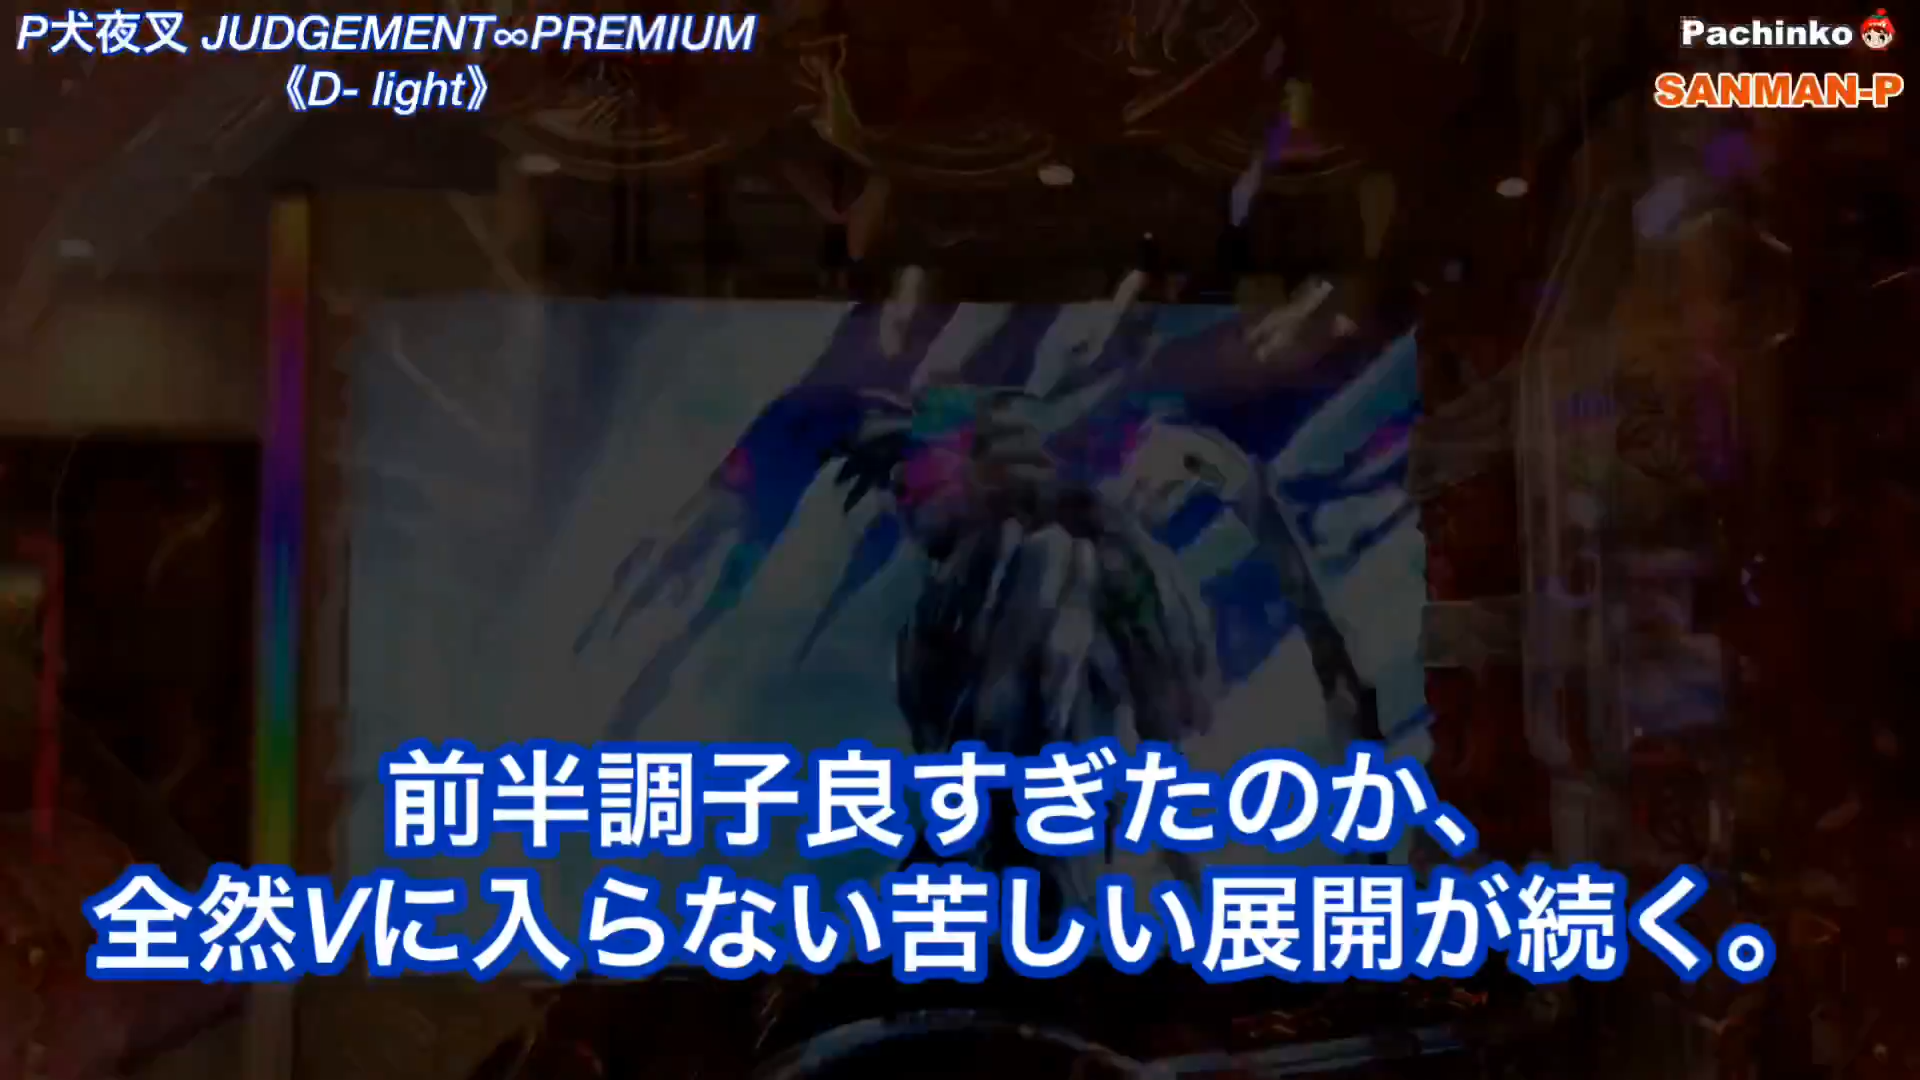 P犬夜叉 JUDGEMENT∞PREMIUM
《D- light》
Pachinko
SANMAN-P
前半調子良すぎたのか、
全然Vに入らない苦しい展開が続く。